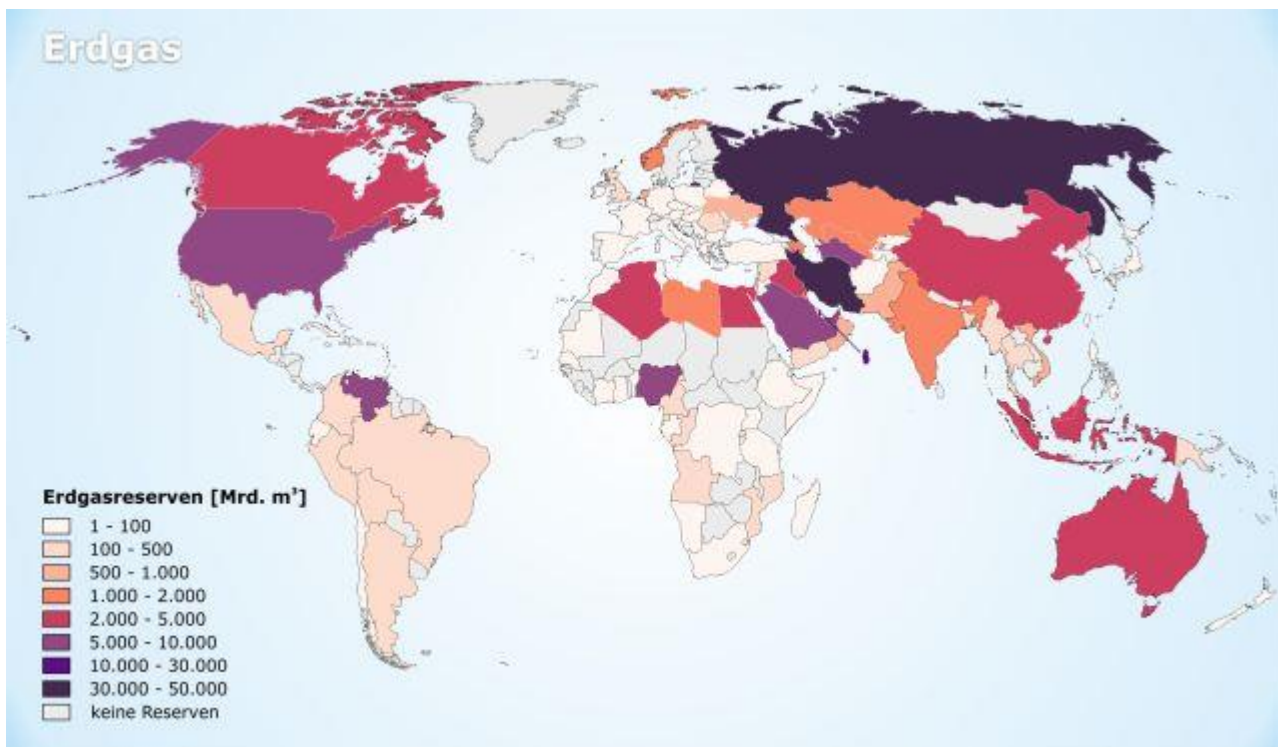 Erdgas
Erdgasreserven [Mrd. m³]
1 - 100
100 - 500
500 - 1.000
1.000 - 2.000
2.000 - 5.000
5.000 - 10.000
10.000 - 30.000
30.000 - 50.000
keine Reserven